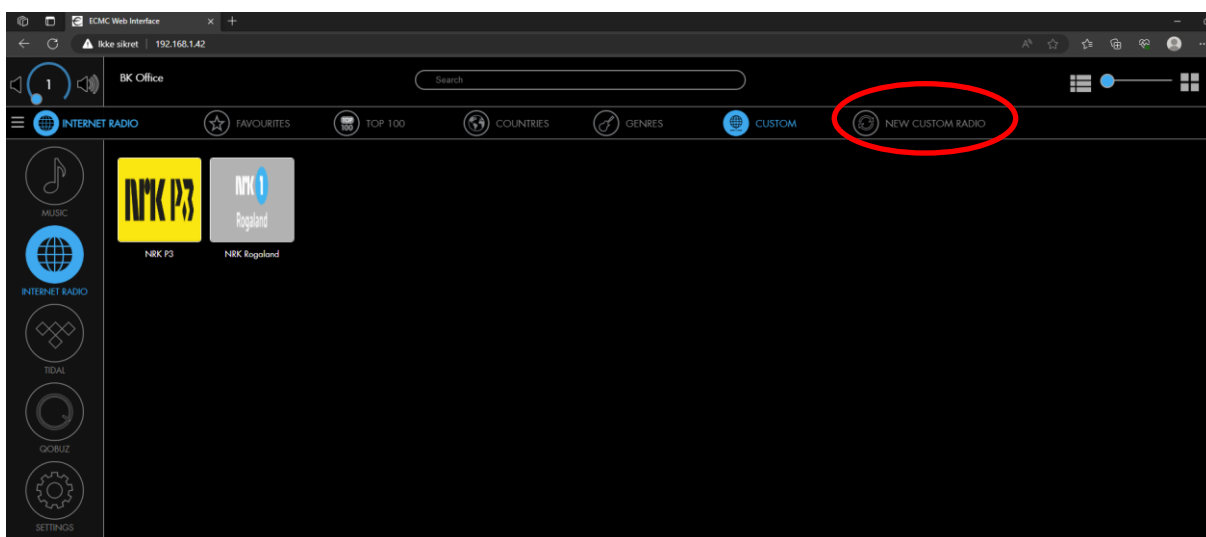 ECMC Web Interface
Ikke sikret 192.168.1.42
1
BK Office
Search
INTERNET RADIO FAVOURITES TOP 100 COUNTRIES GENRES CUSTOM NEW CUSTOM RADIO
MUSIC
NRK P3
NRK 1
Rogaland
NRK P3 NRK Rogaland
INTERNET RADIO
TIDAL
QOBUZ
SETTINGS